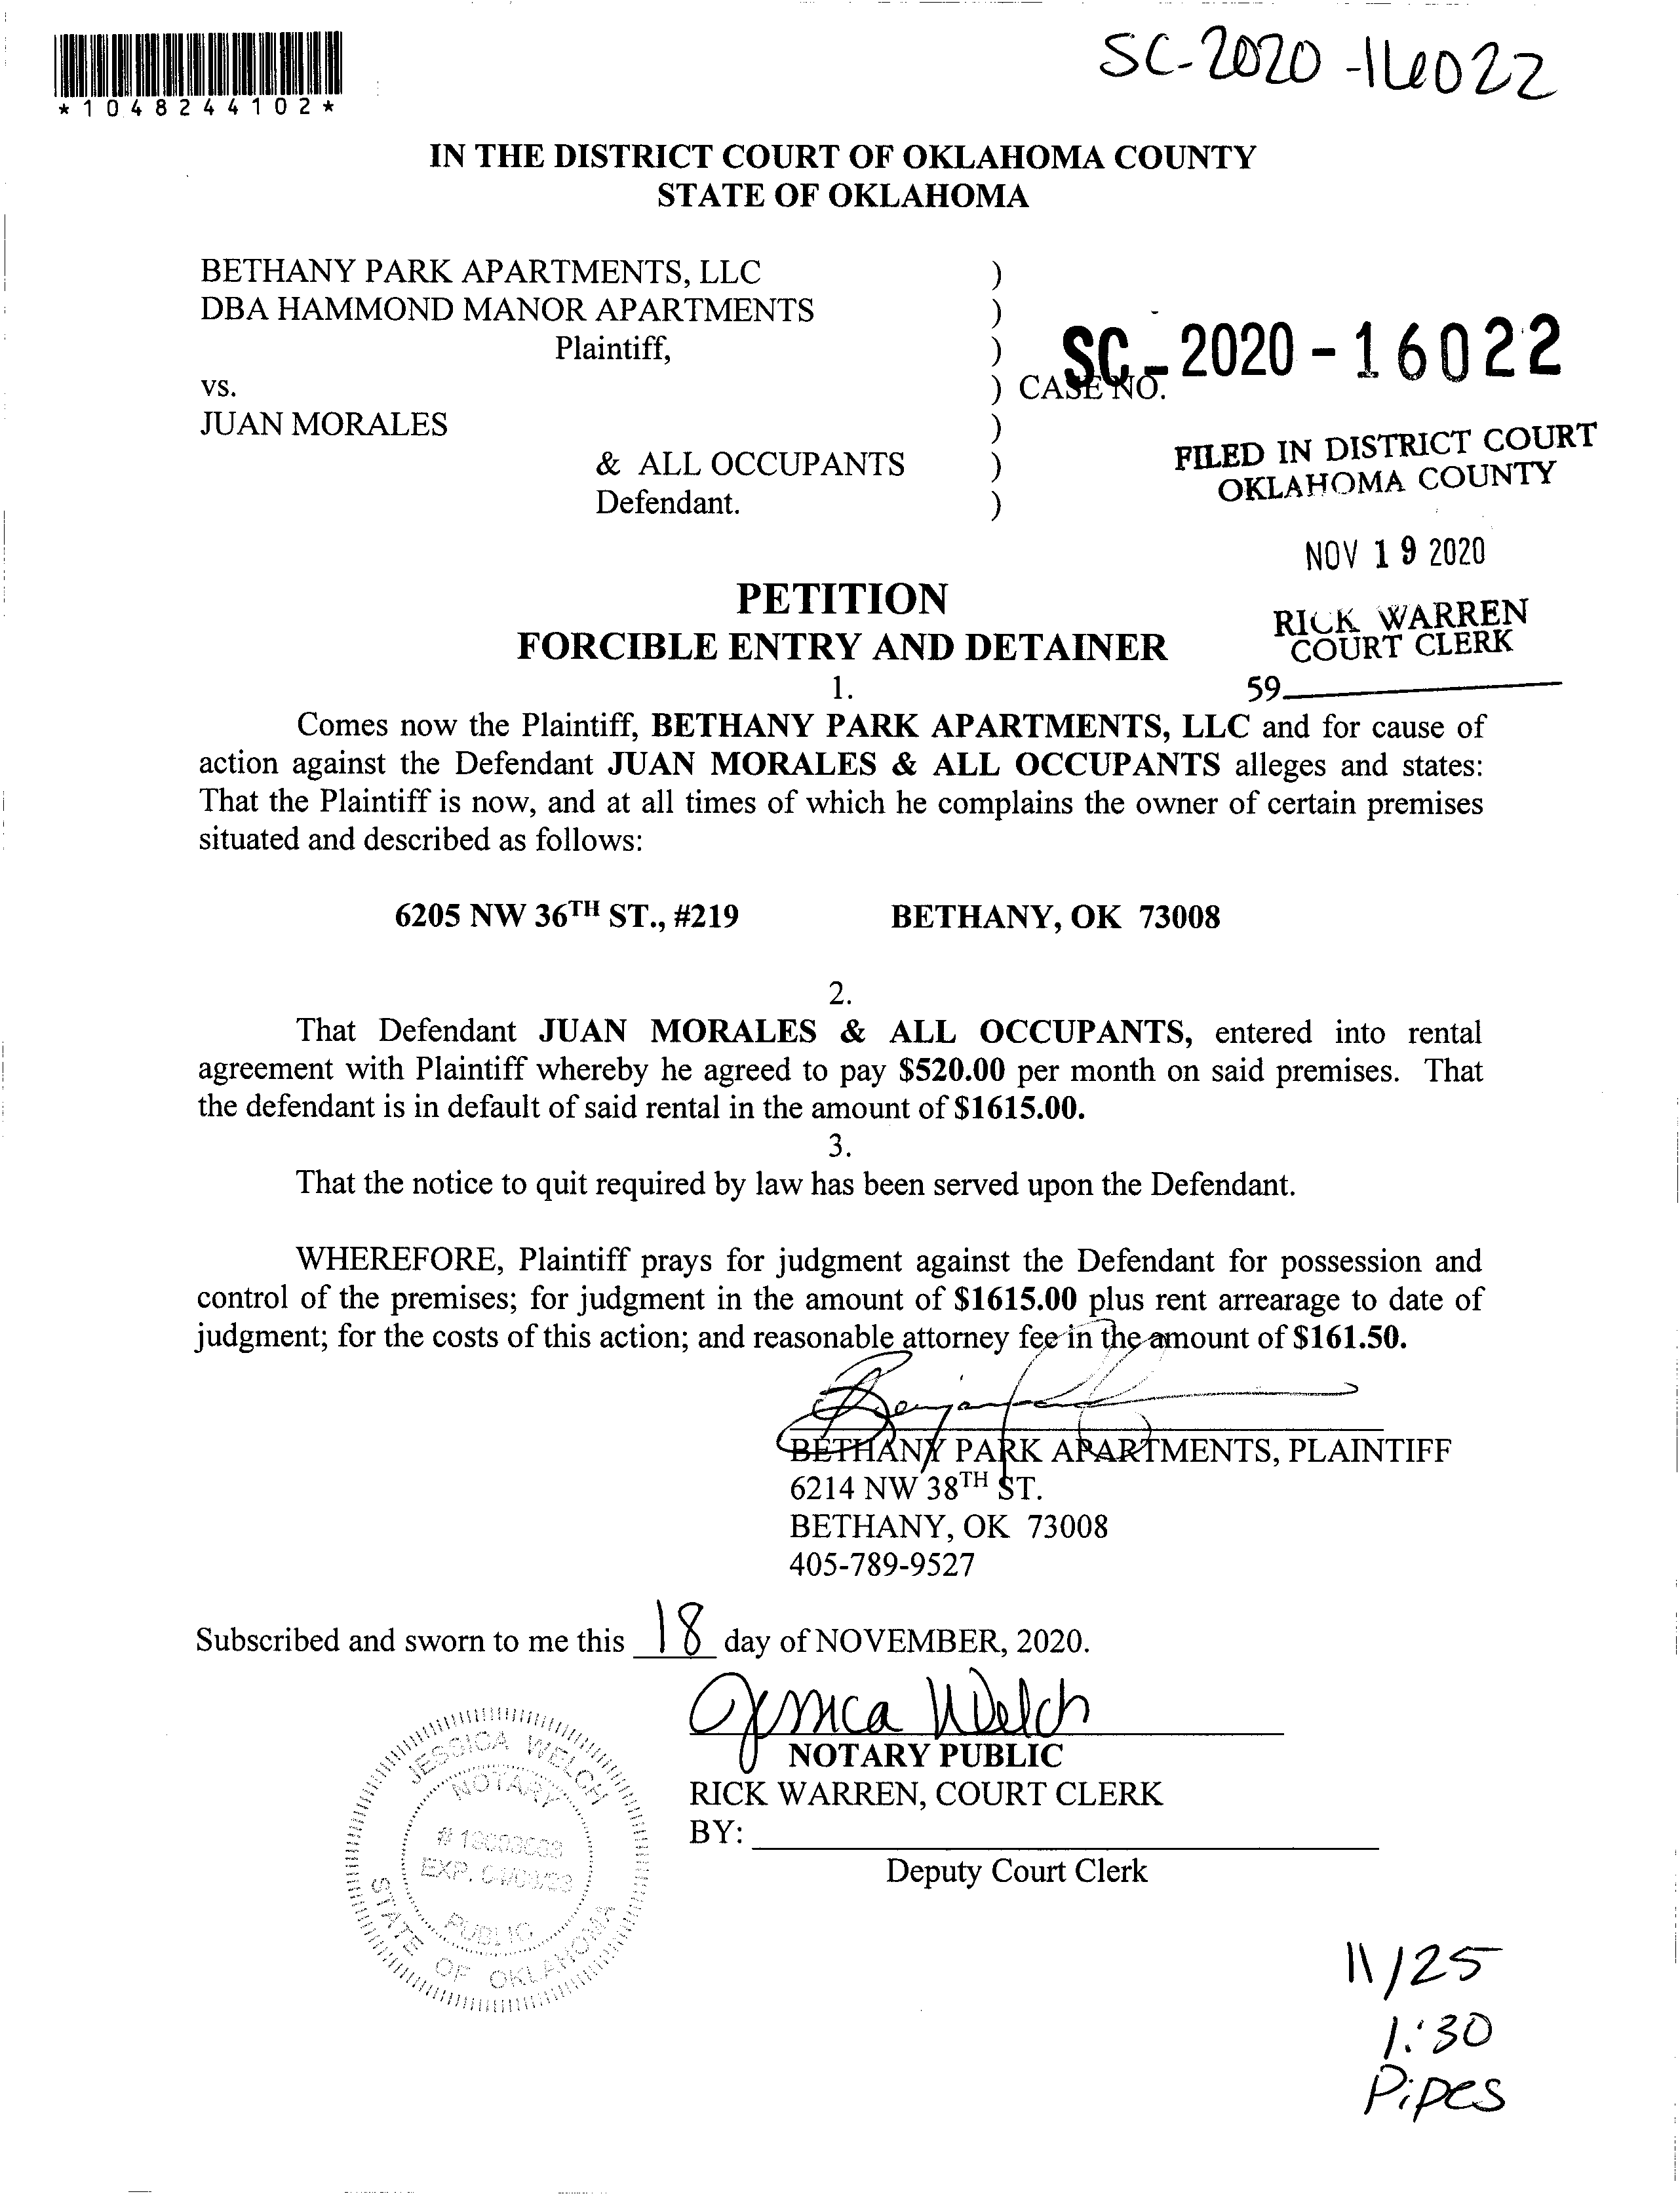 SC-2020-16022
*1048244102*
IN THE DISTRICT COURT OF OKLAHOMA COUNTY
STATE OF OKLAHOMA
BETHANY PARK APARTMENTS, LLC )
DBA HAMMOND MANOR APARTMENTS )
Plaintiff, ) SC-2020-16022
vs. ) CASE NO.
JUAN MORALES )
& ALL OCCUPANTS )
Defendant. )
FILED IN DISTRICT COURT
OKLAHOMA COUNTY
NOV 19 2020
RICK WARREN
COURT CLERK
59
PETITION
FORCIBLE ENTRY AND DETAINER
1.
Comes now the Plaintiff, BETHANY PARK APARTMENTS, LLC and for cause of
action against the Defendant JUAN MORALES & ALL OCCUPANTS alleges and states:
That the Plaintiff is now, and at all times of which he complains the owner of certain premises
situated and described as follows:
6205 NW 36TH ST., #219 BETHANY, OK 73008
2.
That Defendant JUAN MORALES & ALL OCCUPANTS, entered into rental
agreement with Plaintiff whereby he agreed to pay $520.00 per month on said premises. That
the defendant is in default of said rental in the amount of $1615.00.
3.
That the notice to quit required by law has been served upon the Defendant.
WHEREFORE, Plaintiff prays for judgment against the Defendant for possession and
control of the premises; for judgment in the amount of $1615.00 plus rent arrearage to date of
judgment; for the costs of this action; and reasonable attorney fee in the amount of $161.50.
BETHANY PARK APARTMENTS, PLAINTIFF
6214 NW 38TH ST.
BETHANY, OK 73008
405-789-9527
Subscribed and sworn to me this 18 day of NOVEMBER, 2020.
Jessica Welch
NOTARY PUBLIC
RICK WARREN, COURT CLERK
BY:
Deputy Court Clerk
JESSICA WELCH
NOTARY
EXP.
PUBLIC
STATE OF OKLAHOMA
11/25
1:30
Pipes